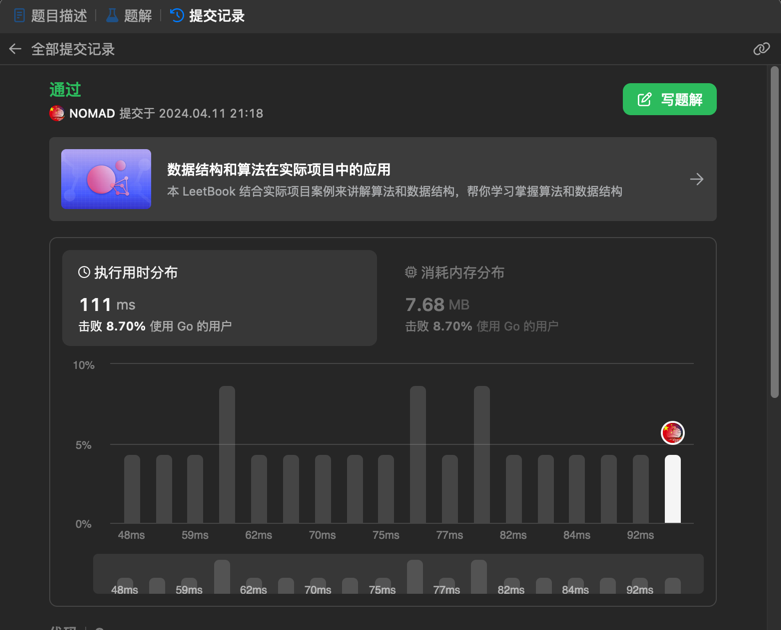 题目描述 题解 提交记录
全部提交记录
通过
NOMAD 提交于 2024.04.11 21:18
写题解
数据结构和算法在实际项目中的应用
本 LeetBook 结合实际项目案例来讲解算法和数据结构，帮你学习掌握算法和数据结构
执行用时分布
111 ms
击败 8.70% 使用 Go 的用户
消耗内存分布
7.68 MB
击败 8.70% 使用 Go 的用户
10%
5%
0%
48ms 59ms 62ms 70ms 75ms 77ms 82ms 84ms 92ms
48ms 59ms 62ms 70ms 75ms 77ms 82ms 84ms 92ms